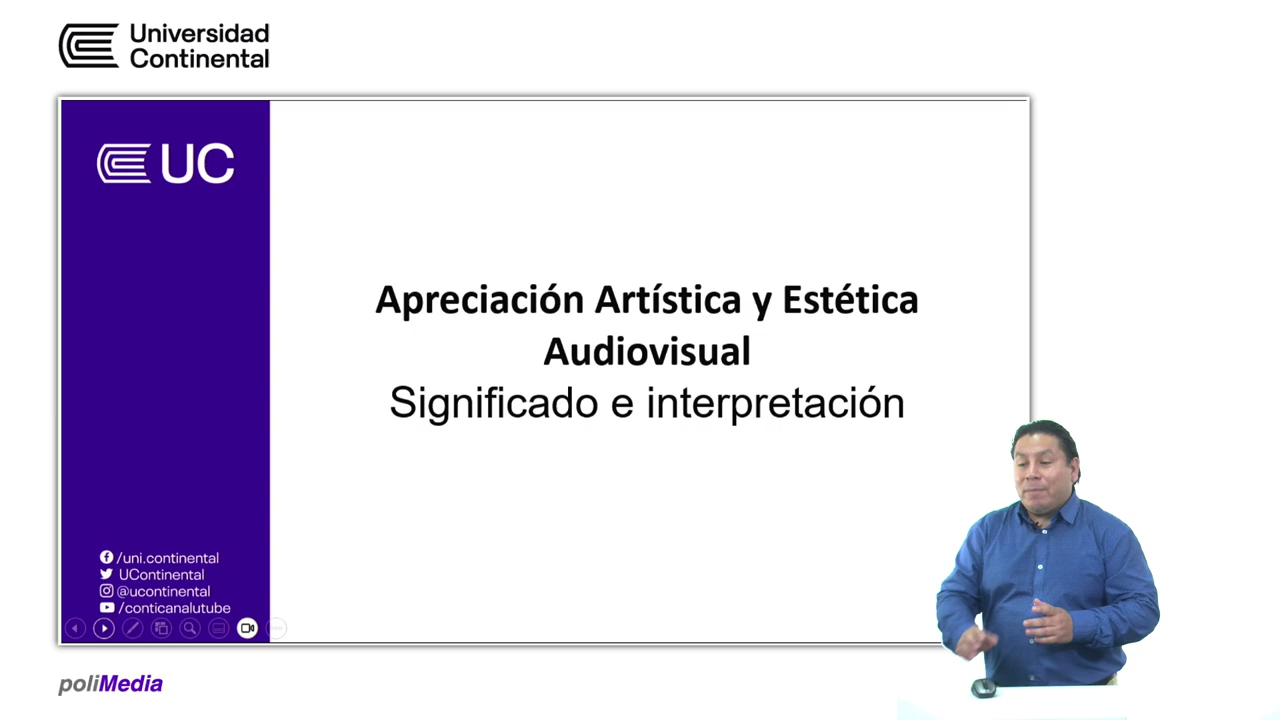 Universidad
Continental
UC
Apreciación Artística y Estética
Audiovisual
Significado e interpretación
/uni.continental
UContinental
@ucontinental
/conticanalutube
poliMedia